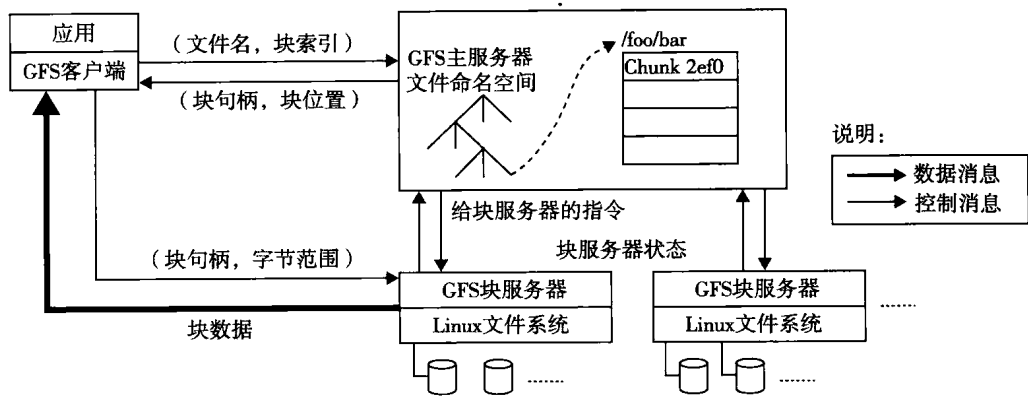 应用
GFS客户端
（文件名，块索引）
（块句柄，块位置）
GFS主服务器
文件命名空间
/foo/bar
Chunk 2ef0
说明：
数据消息
控制消息
给块服务器的指令
块服务器状态
（块句柄，字节范围）
块数据
GFS块服务器
Linux文件系统
GFS块服务器
Linux文件系统
……
……
……